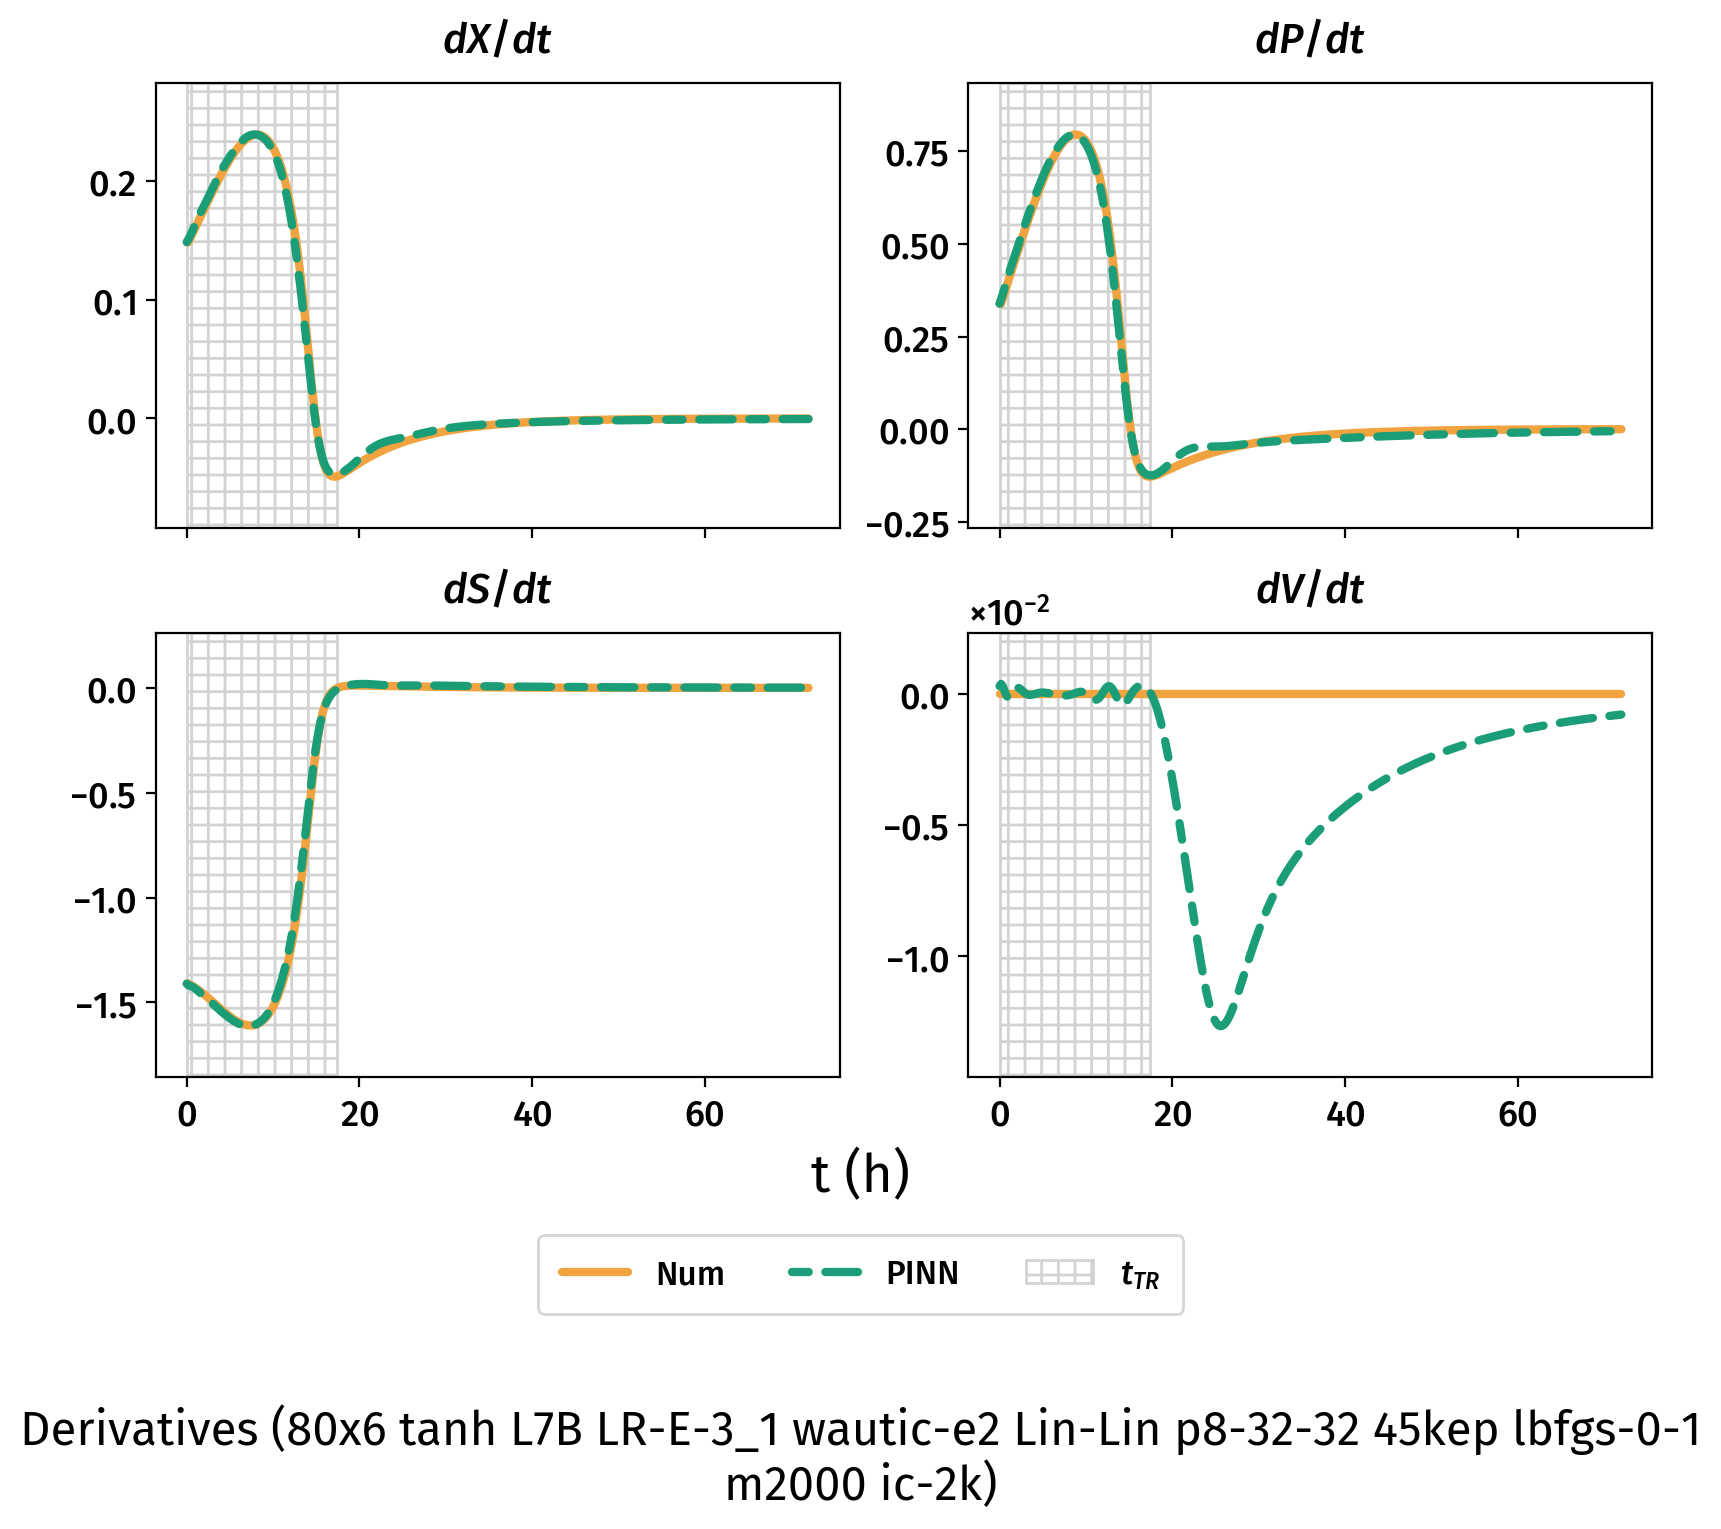 dX/dt
dP/dt
0.2
0.1
0.0
0.75
0.50
0.25
0.00
−0.25
dS/dt
dV/dt
×10⁻²
0.0
−0.5
−1.0
−1.5
0.0
−0.5
−1.0
0 20 40 60
0 20 40 60
t (h)
Num PINN t_TR
Derivatives (80x6 tanh L7B LR-E-3_1 wautic-e2 Lin-Lin p8-32-32 45kep lbfgs-0-1
m2000 ic-2k)